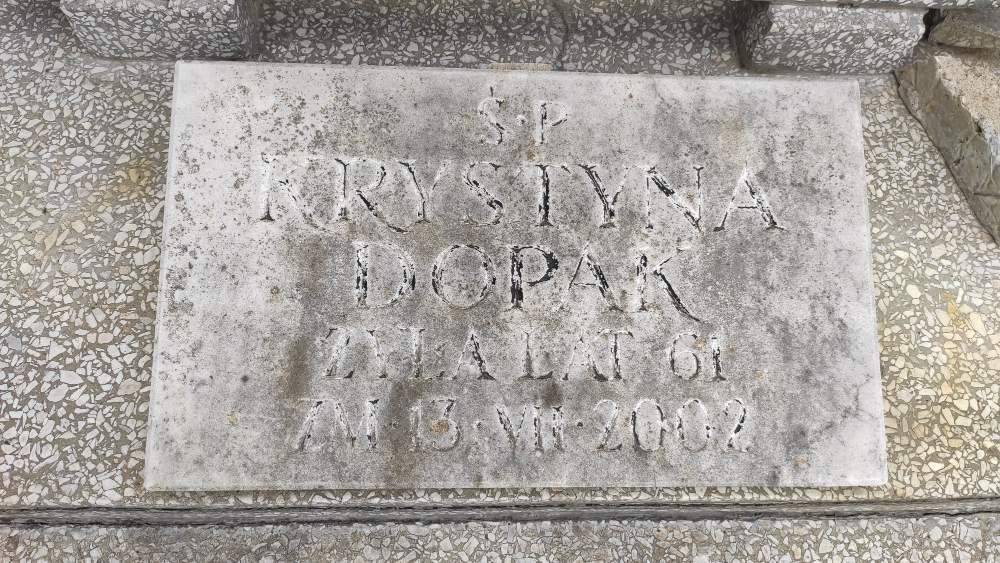 Ś·P
KRYSTYNA
DOPAK
ŻYŁA LAT 61
ZM·13·VII·2002